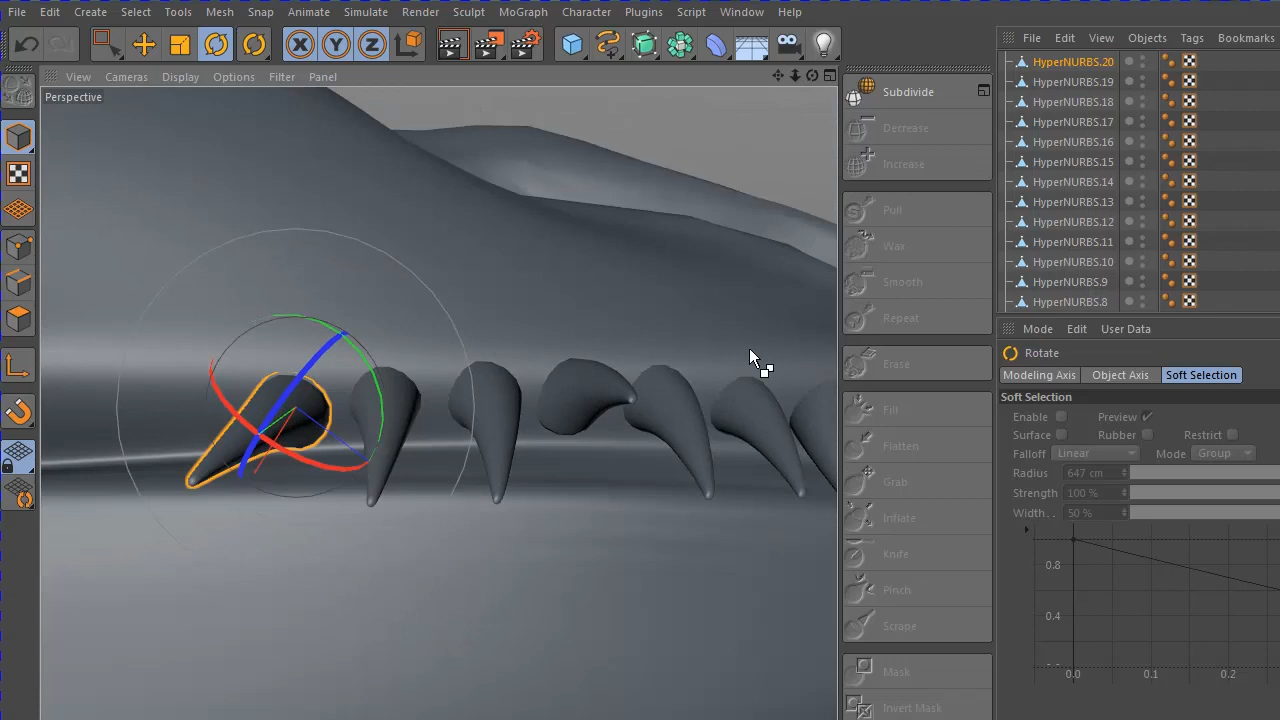 File Edit Create Select Tools Mesh Snap Animate Simulate Render Sculpt MoGraph Character Plugins Script Window Help
X Y Z
File Edit View Objects Tags Bookmarks
View Cameras Display Options Filter Panel
Perspective
Subdivide
Decrease
Increase
Pull
Wax
Smooth
Repeat
Erase
Fill
Flatten
Grab
Inflate
Knife
Pinch
Scrape
Mask
Invert Mask
HyperNURBS.20
HyperNURBS.19
HyperNURBS.18
HyperNURBS.17
HyperNURBS.16
HyperNURBS.15
HyperNURBS.14
HyperNURBS.13
HyperNURBS.12
HyperNURBS.11
HyperNURBS.10
HyperNURBS.9
HyperNURBS.8
Mode Edit User Data
Rotate
Modeling Axis Object Axis Soft Selection
Soft Selection
Enable Preview
Surface Rubber Restrict
Falloff Linear Mode Group
Radius 647 cm
Strength 100 %
Width.. 50 %
0.8
0.4
0.0 0.1 0.2